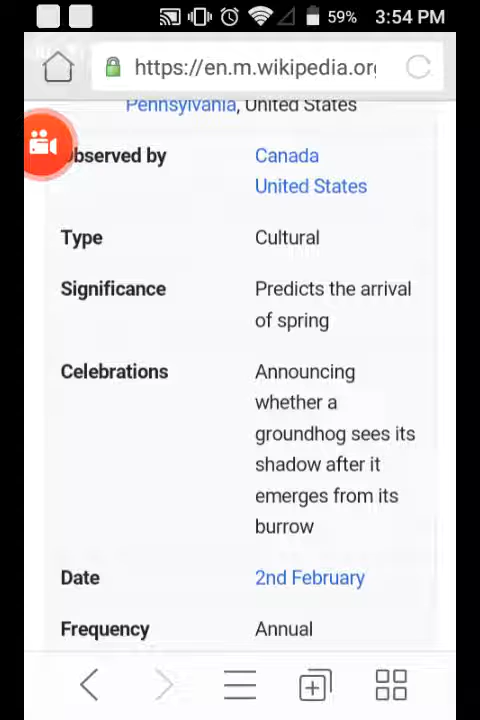 59% 3:54 PM
https://en.m.wikipedia.or
Pennsylvania, United States
Observed by Canada
United States
Type Cultural
Significance Predicts the arrival
of spring
Celebrations Announcing
whether a
groundhog sees its
shadow after it
emerges from its
burrow
Date 2nd February
Frequency Annual